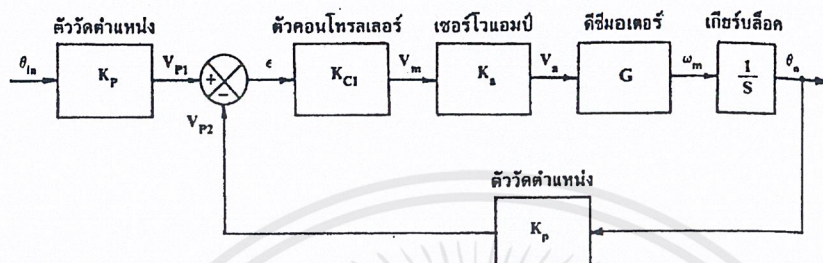 ตัววัดตำแหน่ง
ตัวคอนโทรลเลอร์
เซอร์โวแอมป์
ดีซีมอเตอร์
เกียร์บล็อค
θin
KP
VP1
+
−
ϵ
KC1
Vm
Ka
Va
G
ωm
1
S
θo
VP2
ตัววัดตำแหน่ง
Kp